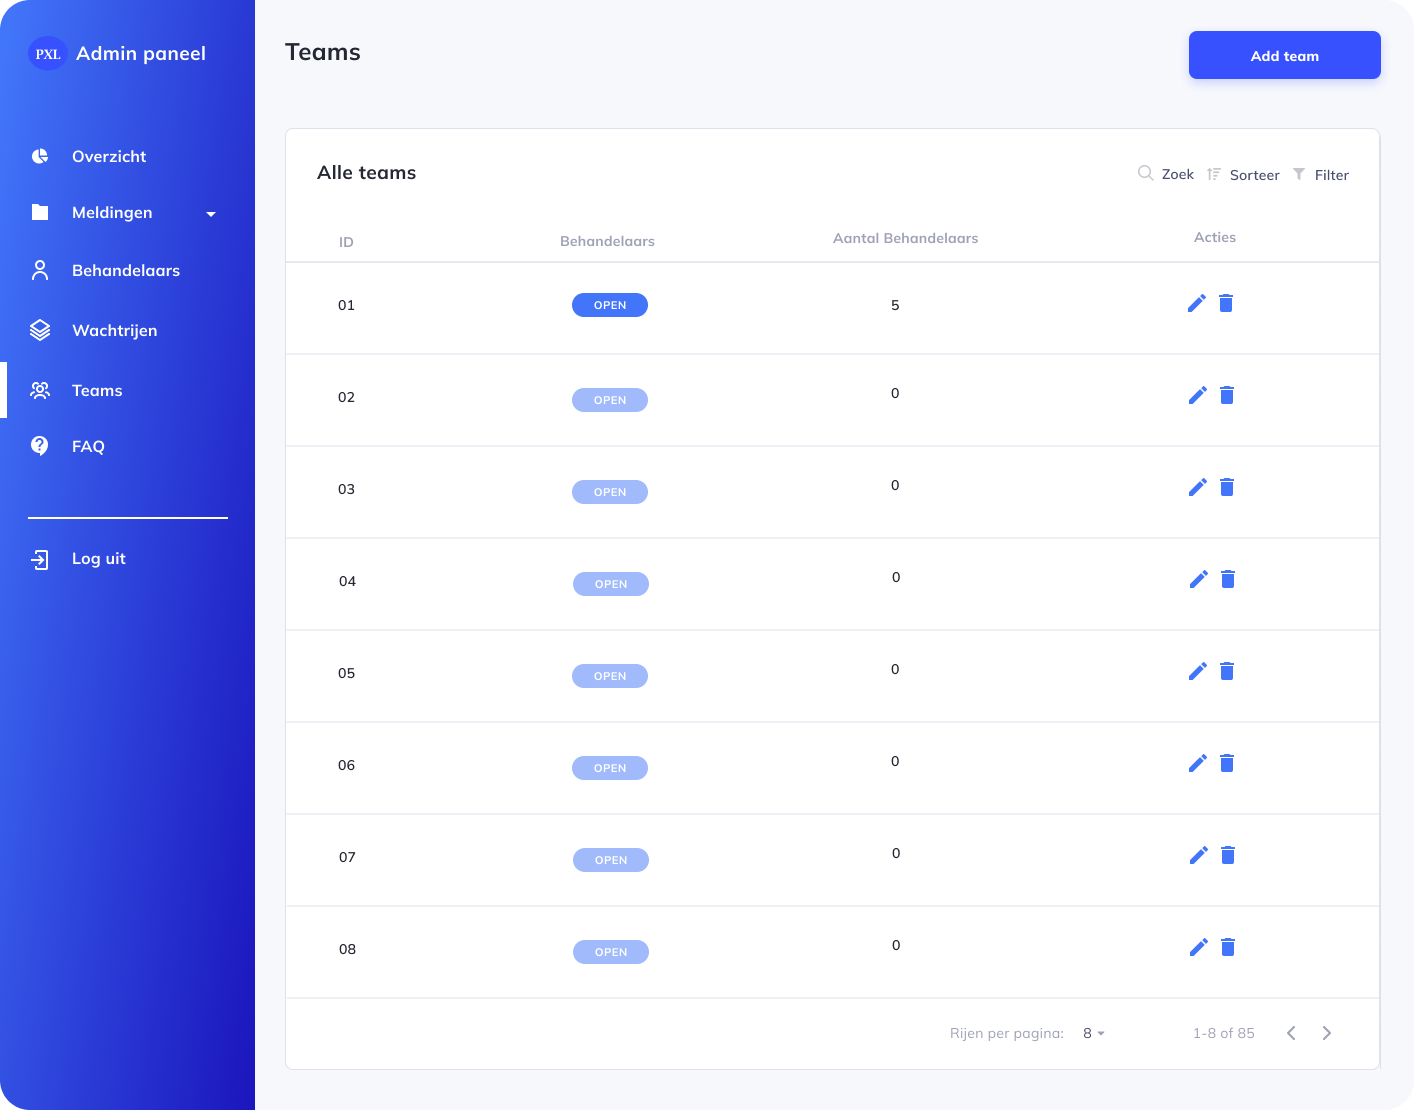 PXL Admin paneel
Overzicht
Meldingen
Behandelaars
Wachtrijen
Teams
FAQ
Log uit
Teams
Add team
Alle teams
Zoek Sorteer Filter
ID Behandelaars Aantal Behandelaars Acties
01 OPEN 5
02 OPEN 0
03 OPEN 0
04 OPEN 0
05 OPEN 0
06 OPEN 0
07 OPEN 0
08 OPEN 0
Rijen per pagina: 8 1-8 of 85